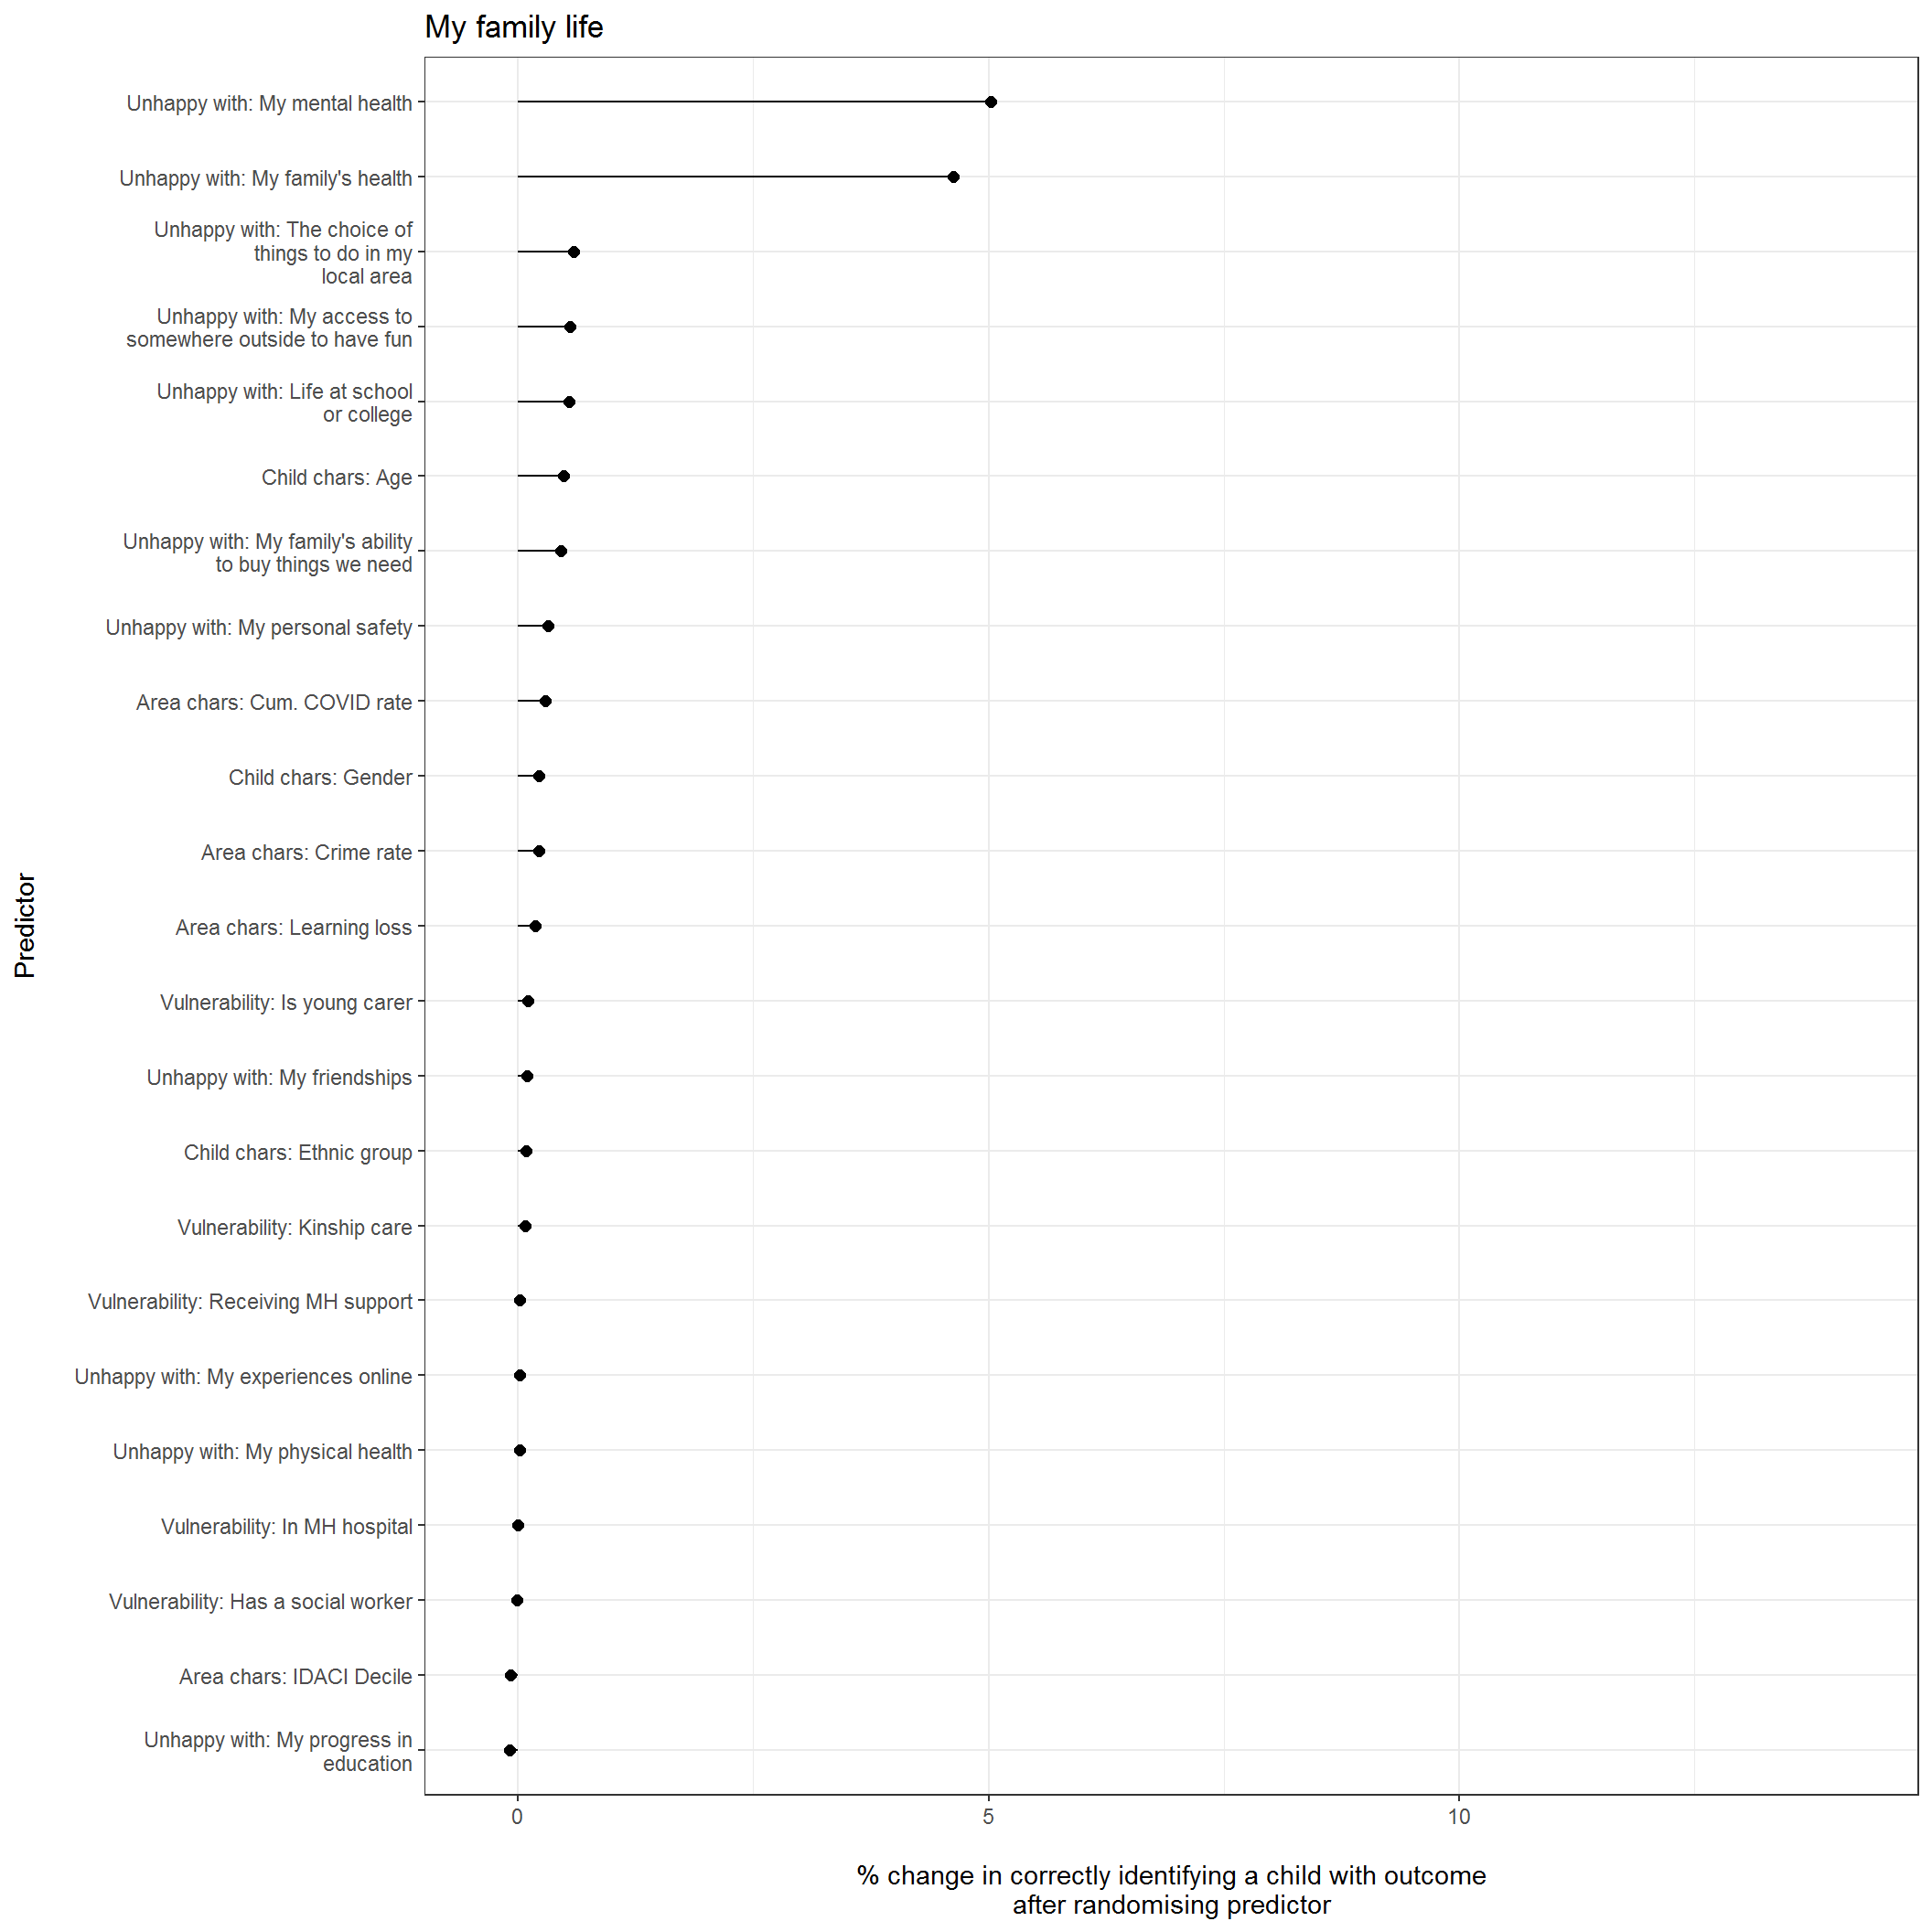 My family life
Unhappy with: My mental health
Unhappy with: My family's health
Unhappy with: The choice of
things to do in my
local area
Unhappy with: My access to
somewhere outside to have fun
Unhappy with: Life at school
or college
Child chars: Age
Unhappy with: My family's ability
to buy things we need
Unhappy with: My personal safety
Area chars: Cum. COVID rate
Child chars: Gender
Area chars: Crime rate
Area chars: Learning loss
Vulnerability: Is young carer
Unhappy with: My friendships
Child chars: Ethnic group
Vulnerability: Kinship care
Vulnerability: Receiving MH support
Unhappy with: My experiences online
Unhappy with: My physical health
Vulnerability: In MH hospital
Vulnerability: Has a social worker
Area chars: IDACI Decile
Unhappy with: My progress in
education
Predictor
0 5 10
% change in correctly identifying a child with outcome
after randomising predictor